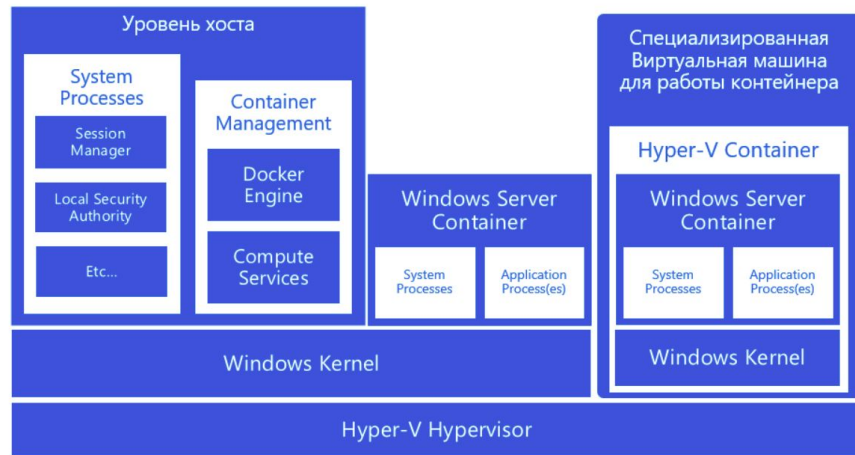 Уровень хоста
System
Processes
Session
Manager
Local Security
Authority
Etc...
Container
Management
Docker
Engine
Compute
Services
Windows Server
Container
System
Processes
Application
Process(es)
Специализированная
Виртуальная машина
для работы контейнера
Hyper-V Container
Windows Server
Container
System
Processes
Application
Process(es)
Windows Kernel
Windows Kernel
Hyper-V Hypervisor